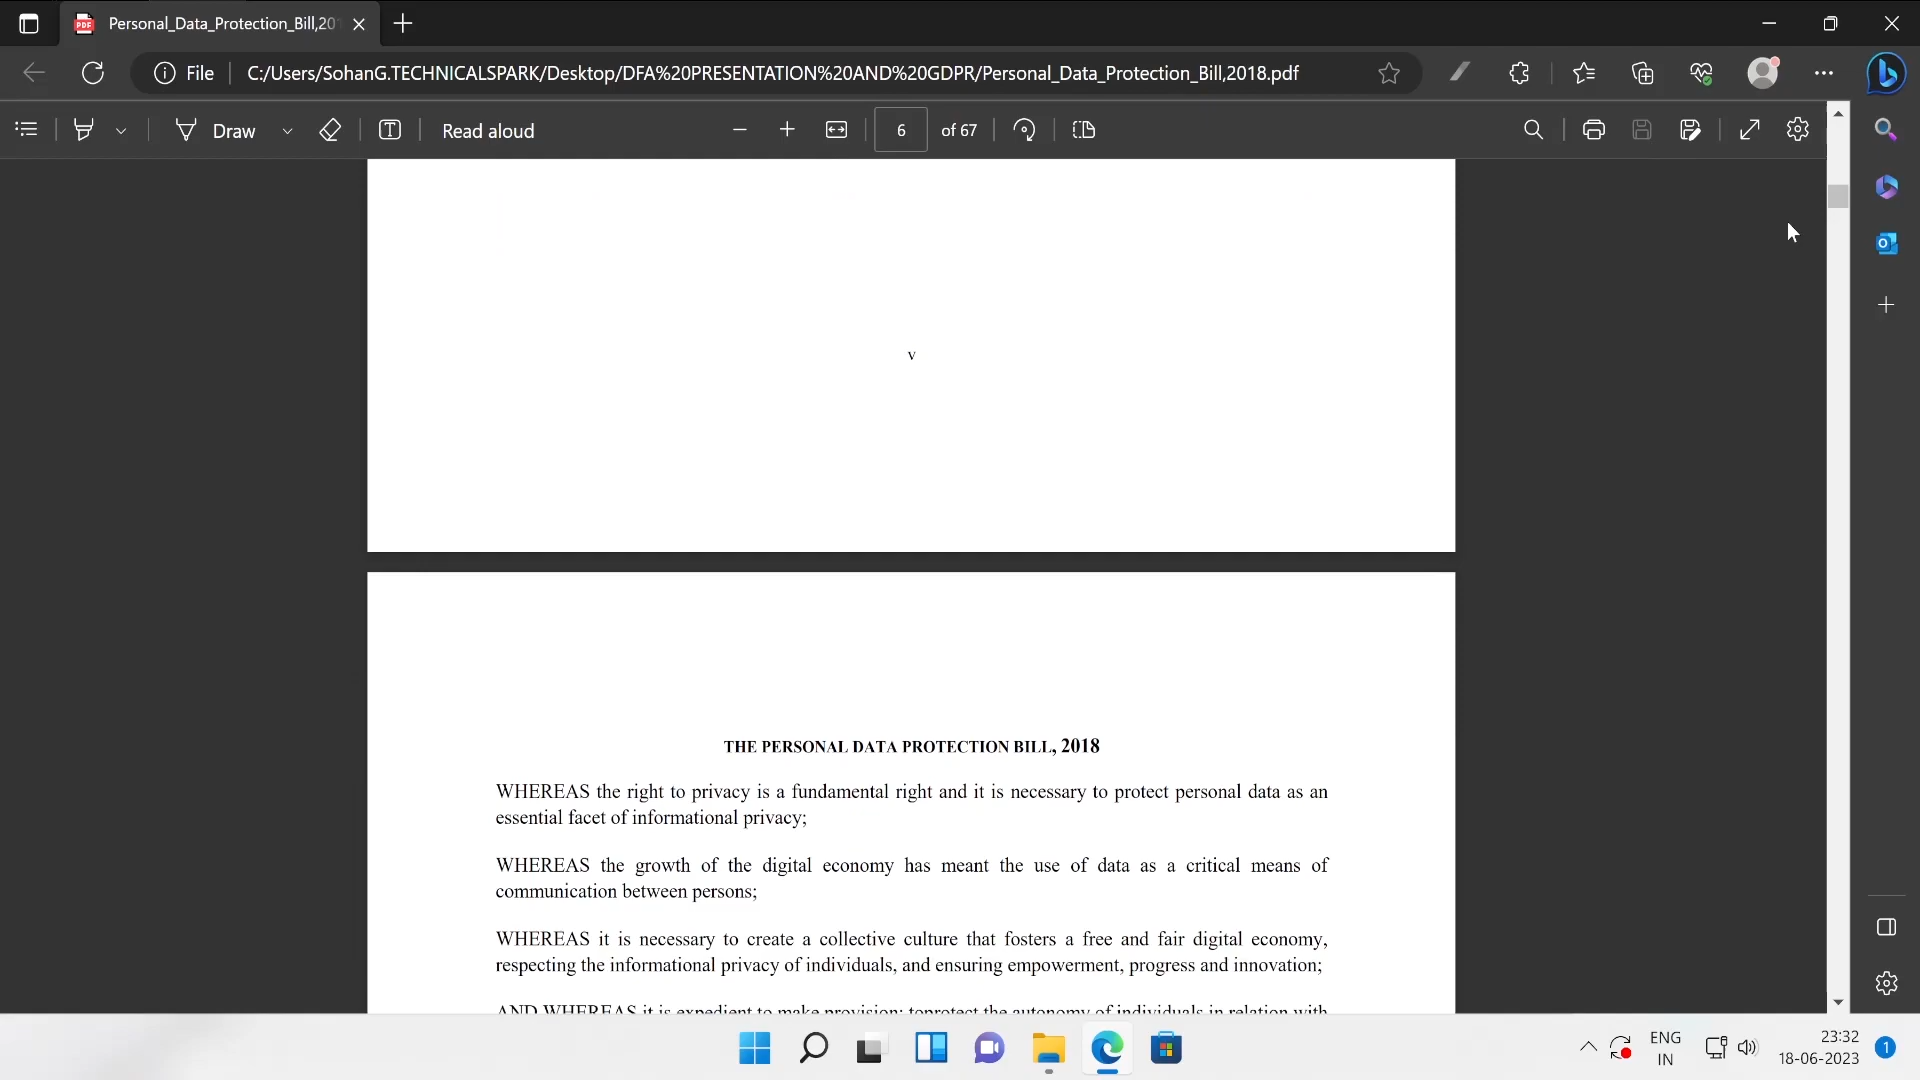 Personal_Data_Protection_Bill,20
File
C:/Users/SohanG.TECHNICALSPARK/Desktop/DFA%20PRESENTATION%20AND%20GDPR/Personal_Data_Protection_Bill,2018.pdf
Draw
Read aloud
6
of 67
v
THE PERSONAL DATA PROTECTION BILL, 2018
WHEREAS the right to privacy is a fundamental right and it is necessary to protect personal data as an
essential facet of informational privacy;
WHEREAS the growth of the digital economy has meant the use of data as a critical means of
communication between persons;
WHEREAS it is necessary to create a collective culture that fosters a free and fair digital economy,
respecting the informational privacy of individuals, and ensuring empowerment, progress and innovation;
AND WHEREAS it is expedient to make provision: toprotect the autonomy of individuals in relation with
ENG
IN
23:32
18-06-2023
1